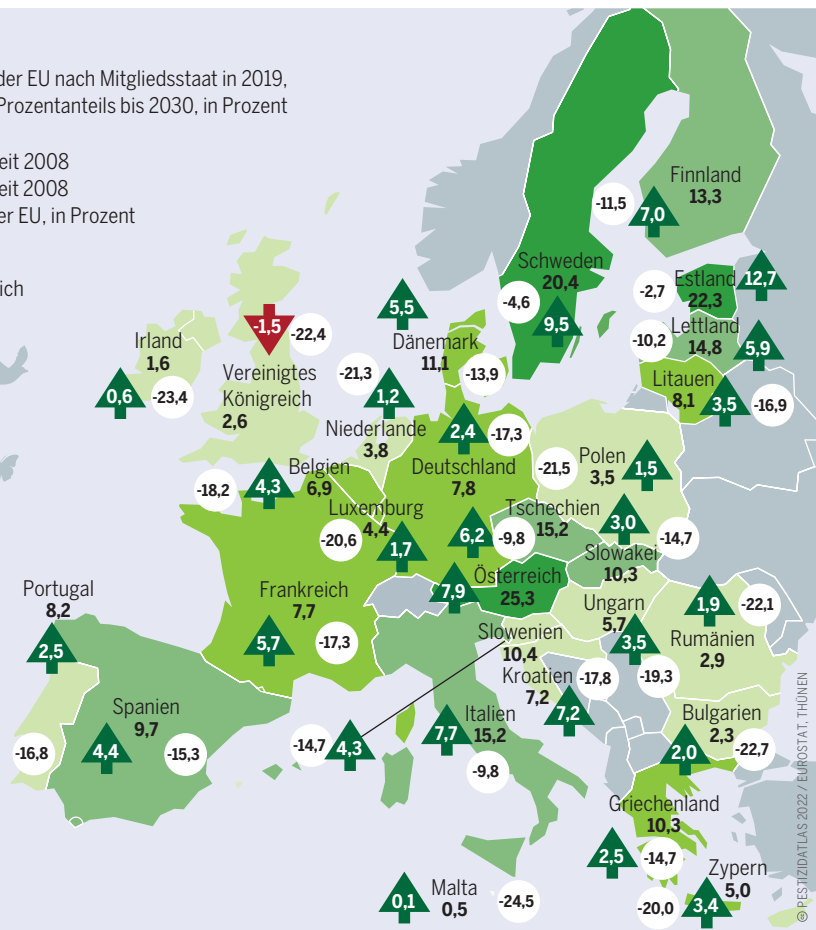 der EU nach Mitgliedsstaat in 2019,
Prozentanteils bis 2030, in Prozent
eit 2008
eit 2008
er EU, in Prozent
ich
Finnland
13,3
-11,5
7,0
Schweden
20,4
-4,6
9,5
Estland
22,3
-2,7
12,7
Lettland
14,8
-10,2
5,9
Litauen
8,1
3,5
-16,9
Irland
1,6
0,6
-23,4
-1,5
-22,4
Vereinigtes
Königreich
2,6
5,5
Dänemark
11,1
-13,9
-21,3
1,2
Niederlande
3,8
2,4
-17,3
Deutschland
7,8
Polen
3,5
-21,5
1,5
-18,2
4,3
Belgien
6,9
Luxemburg
4,4
-20,6
1,7
Tschechien
15,2
6,2
-9,8
3,0
-14,7
Slowakei
10,3
7,9
Österreich
25,3
Portugal
8,2
2,5
-16,8
Frankreich
7,7
5,7
-17,3
Ungarn
5,7
3,5
-19,3
1,9
-22,1
Rumänien
2,9
Slowenien
10,4
-14,7
4,3
Kroatien
7,2
-17,8
7,2
Spanien
9,7
4,4
-15,3
Italien
15,2
7,7
-9,8
Bulgarien
2,3
2,0
-22,7
Griechenland
10,3
2,5
-14,7
Zypern
5,0
-20,0
3,4
Malta
0,5
0,1
-24,5
PESTIZIDATLAS 2022 / EUROSTAT, THÜNEN